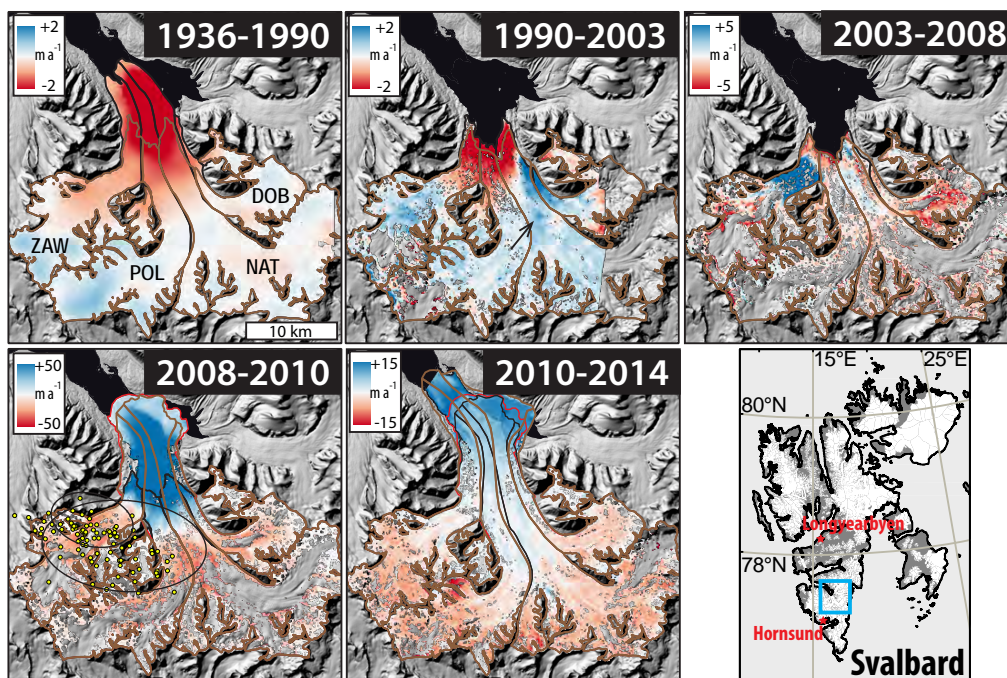 +2
m a⁻¹
-2
1936-1990
ZAW
POL
NAT
DOB
10 km
+2
m a⁻¹
-2
1990-2003
+5
m a⁻¹
-5
2003-2008
+50
m a⁻¹
-50
2008-2010
+15
m a⁻¹
-15
2010-2014
15°E
25°E
80°N
Longyearbyen
78°N
Hornsund
Svalbard